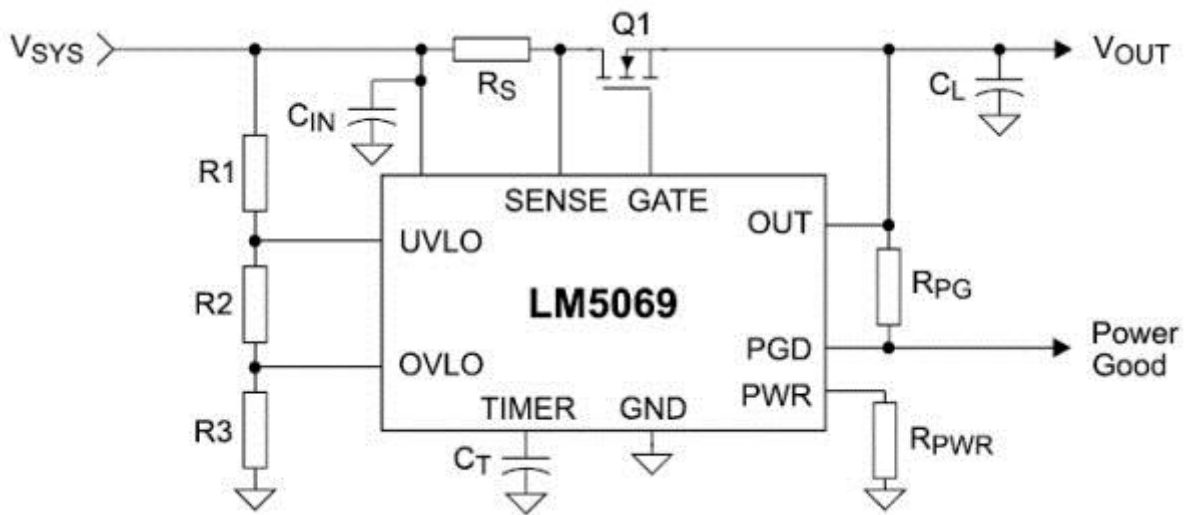 Q1
VSYS
VOUT
RS
CL
CIN
R1
SENSE GATE
UVLO
OUT
R2
LM5069
RPG
OVLO
PGD
Power
Good
PWR
R3
TIMER GND
RPWR
CT